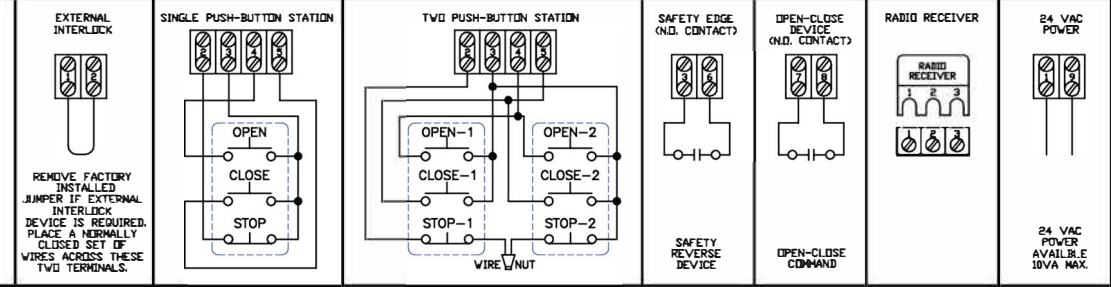 EXTERNAL
INTERLOCK
1 2
REMOVE FACTORY
INSTALLED
JUMPER IF EXTERNAL
INTERLOCK
DEVICE IS REQUIRED.
PLACE A NORMALLY
CLOSED SET OF
WIRES ACROSS THESE
TWO TERMINALS.
SINGLE PUSH-BUTTON STATION
2 3 4 5
OPEN
CLOSE
STOP
TWO PUSH-BUTTON STATION
2 3 4 5
OPEN-1 OPEN-2
CLOSE-1 CLOSE-2
STOP-1 STOP-2
WIRE NUT
SAFETY EDGE
(N.O. CONTACT)
3 6
SAFETY
REVERSE
DEVICE
OPEN-CLOSE
DEVICE
(N.O. CONTACT)
7 8
OPEN-CLOSE
COMMAND
RADIO RECEIVER
RADIO
RECEIVER
1 2 3
1 2 3
24 VAC
POWER
1 9
24 VAC
POWER
AVAILBLE
10VA MAX.